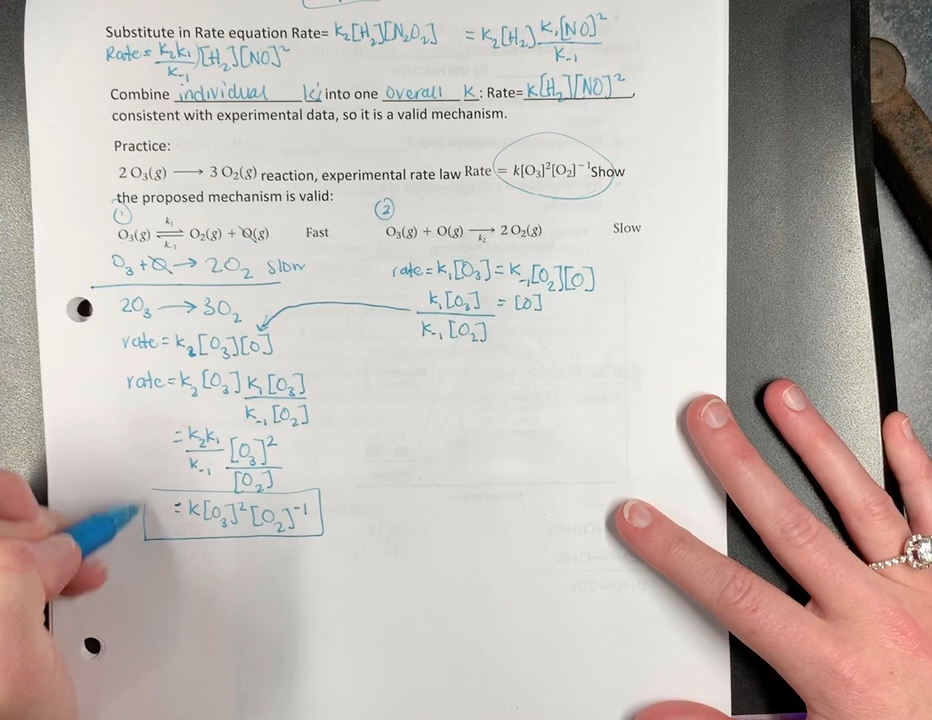 Substitute in Rate equation Rate= k₂[H₂][N₂O₂] = k₂[H₂] k₁[NO]²/k₋₁
Rate= k₂k₁/k₋₁)[H₂][NO]²
Combine individual k's into one overall k: Rate= k[H₂][NO]²,
consistent with experimental data, so it is a valid mechanism.
Practice:
2 O₃(g) ⟶ 3 O₂(g) reaction, experimental rate law Rate = k[O₃]²[O₂]⁻¹ Show
the proposed mechanism is valid:
① ②
O₃(g) ⇌ O₂(g) + O(g) Fast O₃(g) + O(g) ⟶ 2 O₂(g) Slow
k₁ k₋₁ k₂
O₃ + O → 2O₂ Slow
2O₃ → 3O₂
rate = k₂[O₃][O]
rate = k₂[O₃] k₁[O₃]/k₋₁[O₂]
= k₂k₁/k₋₁ [O₃]²/[O₂]
= k[O₃]²[O₂]⁻¹
rate = k₁[O₃] = k₋₁[O₂][O]
k₁[O₃]/k₋₁[O₂] = [O]